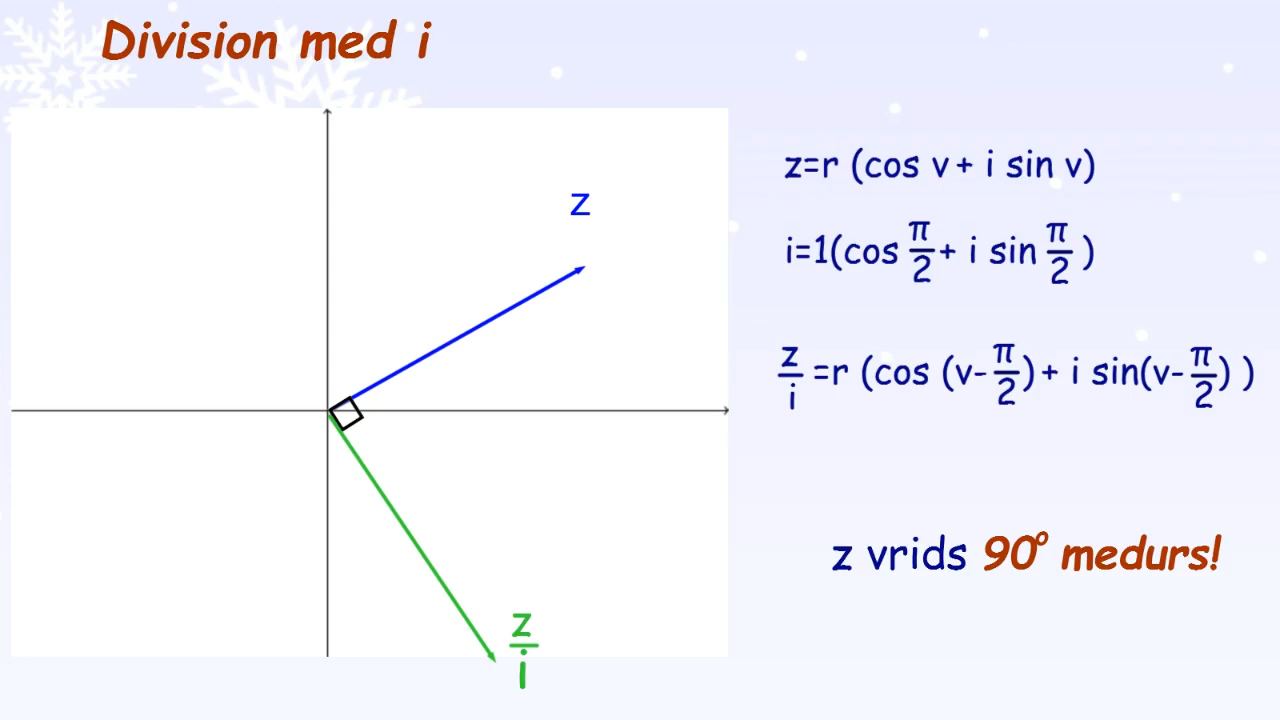 Division med i
z
z=r (cos v+ i sin v)
i=1(cos π/2+ i sin π/2 )
z/i =r (cos (v-π/2)+ i sin(v-π/2) )
z vrids 90° medurs!
z/i